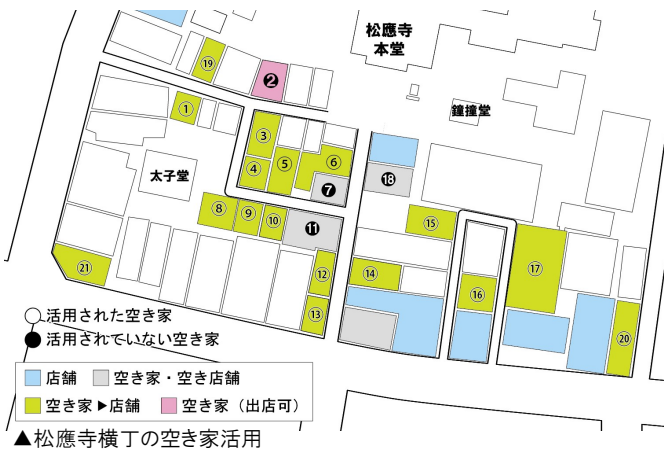 松應寺
本堂
⑲
❷
鐘撞堂
①
③
⑥
④
⑤
太子堂
❼
⓲
⑧
⑨
⑩
⓫
⑮
⑫
⑭
⑰
㉑
⑯
⑬
⑳
活用された空き家
活用されていない空き家
店舗
空き家・空き店舗
空き家▶店舗
空き家（出店可）
▲松應寺横丁の空き家活用